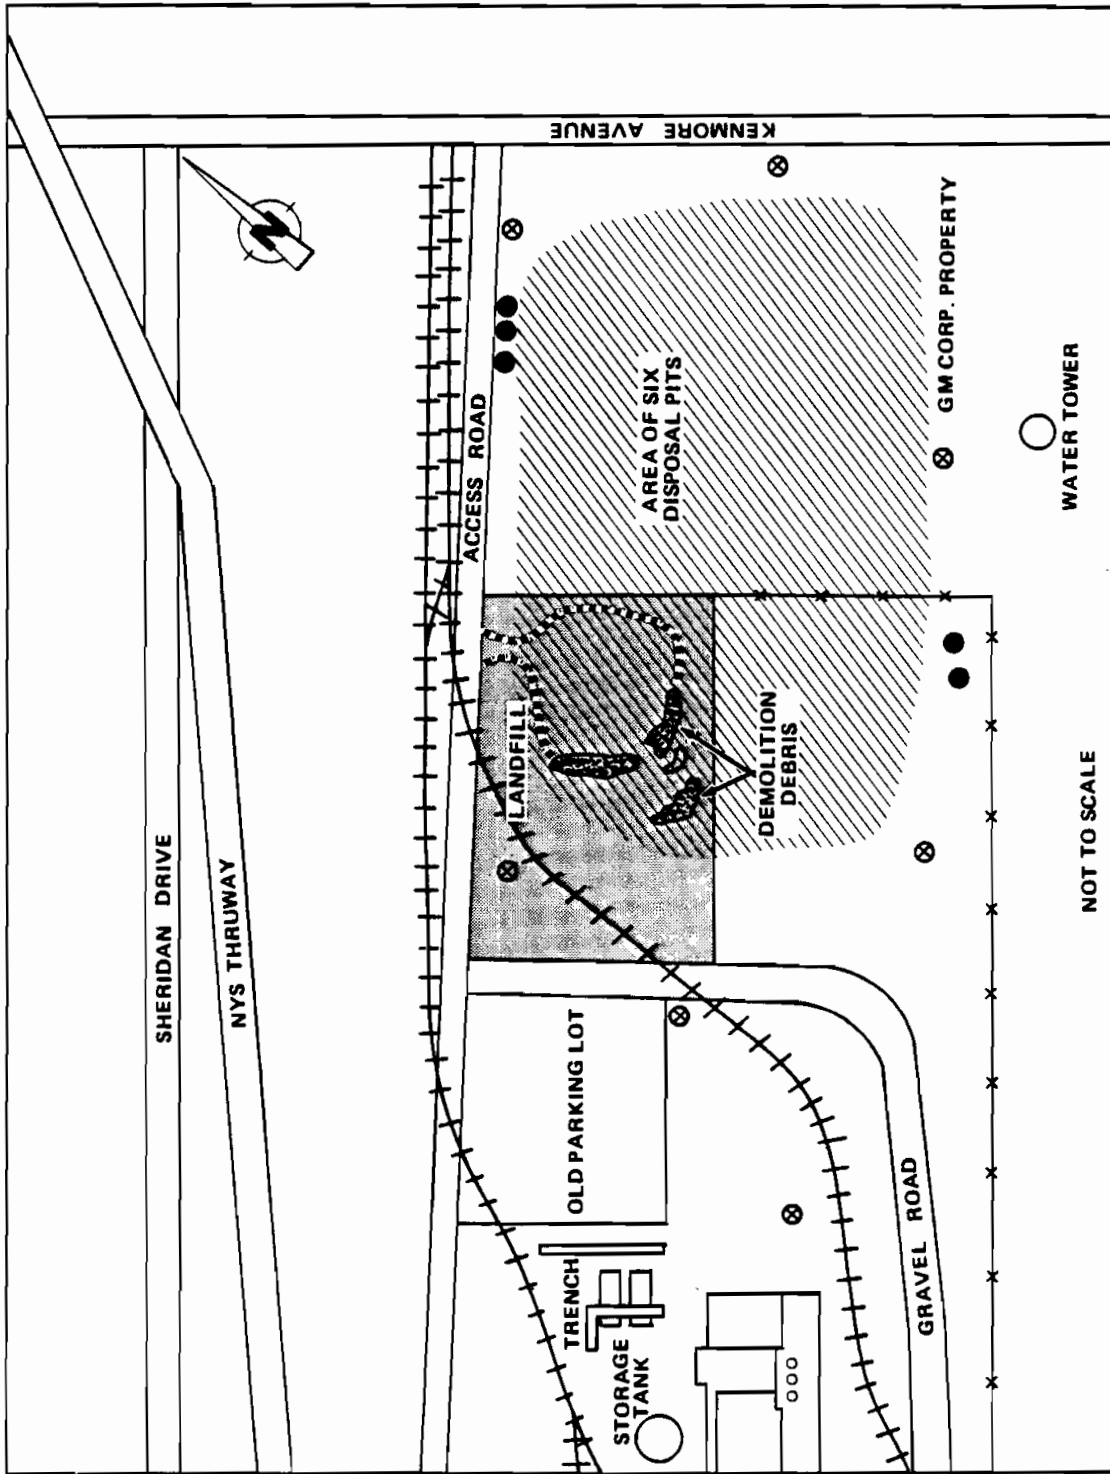 SHERIDAN DRIVE
NYS THRUWAY
N
KENMORE AVENUE
ACCESS ROAD
LANDFILL
AREA OF SIX
DISPOSAL PITS
DEMOLITION
DEBRIS
GM CORP. PROPERTY
WATER TOWER
OLD PARKING LOT
TRENCH
STORAGE
TANK
GRAVEL ROAD
NOT TO SCALE